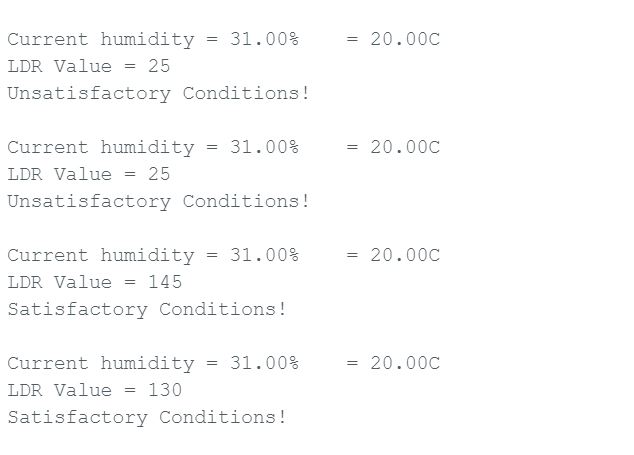 Current humidity = 31.00%    = 20.00C
LDR Value = 25
Unsatisfactory Conditions!
Current humidity = 31.00%    = 20.00C
LDR Value = 25
Unsatisfactory Conditions!
Current humidity = 31.00%    = 20.00C
LDR Value = 145
Satisfactory Conditions!
Current humidity = 31.00%    = 20.00C
LDR Value = 130
Satisfactory Conditions!